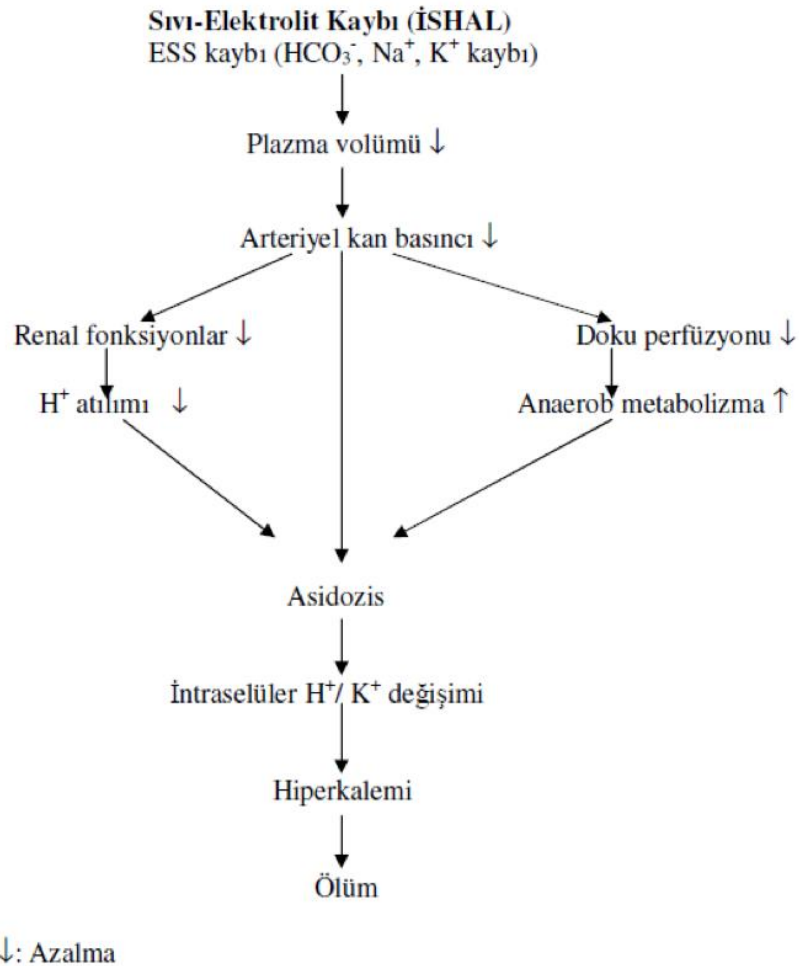 Sıvı-Elektrolit Kaybı (İSHAL)
ESS kaybı (HCO₃⁻, Na⁺, K⁺ kaybı)
Plazma volümü ↓
Arteriyel kan basıncı ↓
Renal fonksiyonlar ↓
Doku perfüzyonu ↓
H⁺ atılımı ↓
Anaerob metabolizma ↑
Asidozis
İntraselüler H⁺/ K⁺ değişimi
Hiperkalemi
Ölüm
↓: Azalma